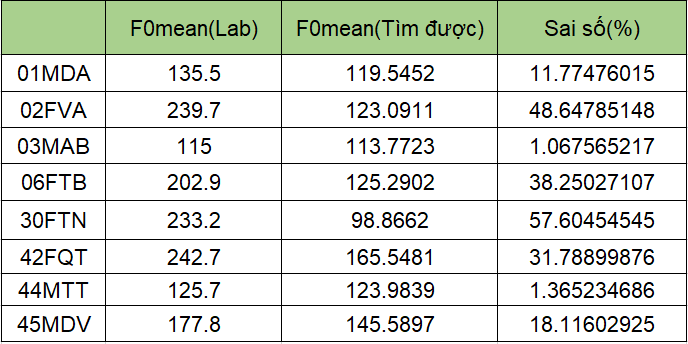 F0mean(Lab) F0mean(Tìm được) Sai số(%)
01MDA 135.5 119.5452 11.77476015
02FVA 239.7 123.0911 48.64785148
03MAB 115 113.7723 1.067565217
06FTB 202.9 125.2902 38.25027107
30FTN 233.2 98.8662 57.60454545
42FQT 242.7 165.5481 31.78899876
44MTT 125.7 123.9839 1.365234686
45MDV 177.8 145.5897 18.11602925